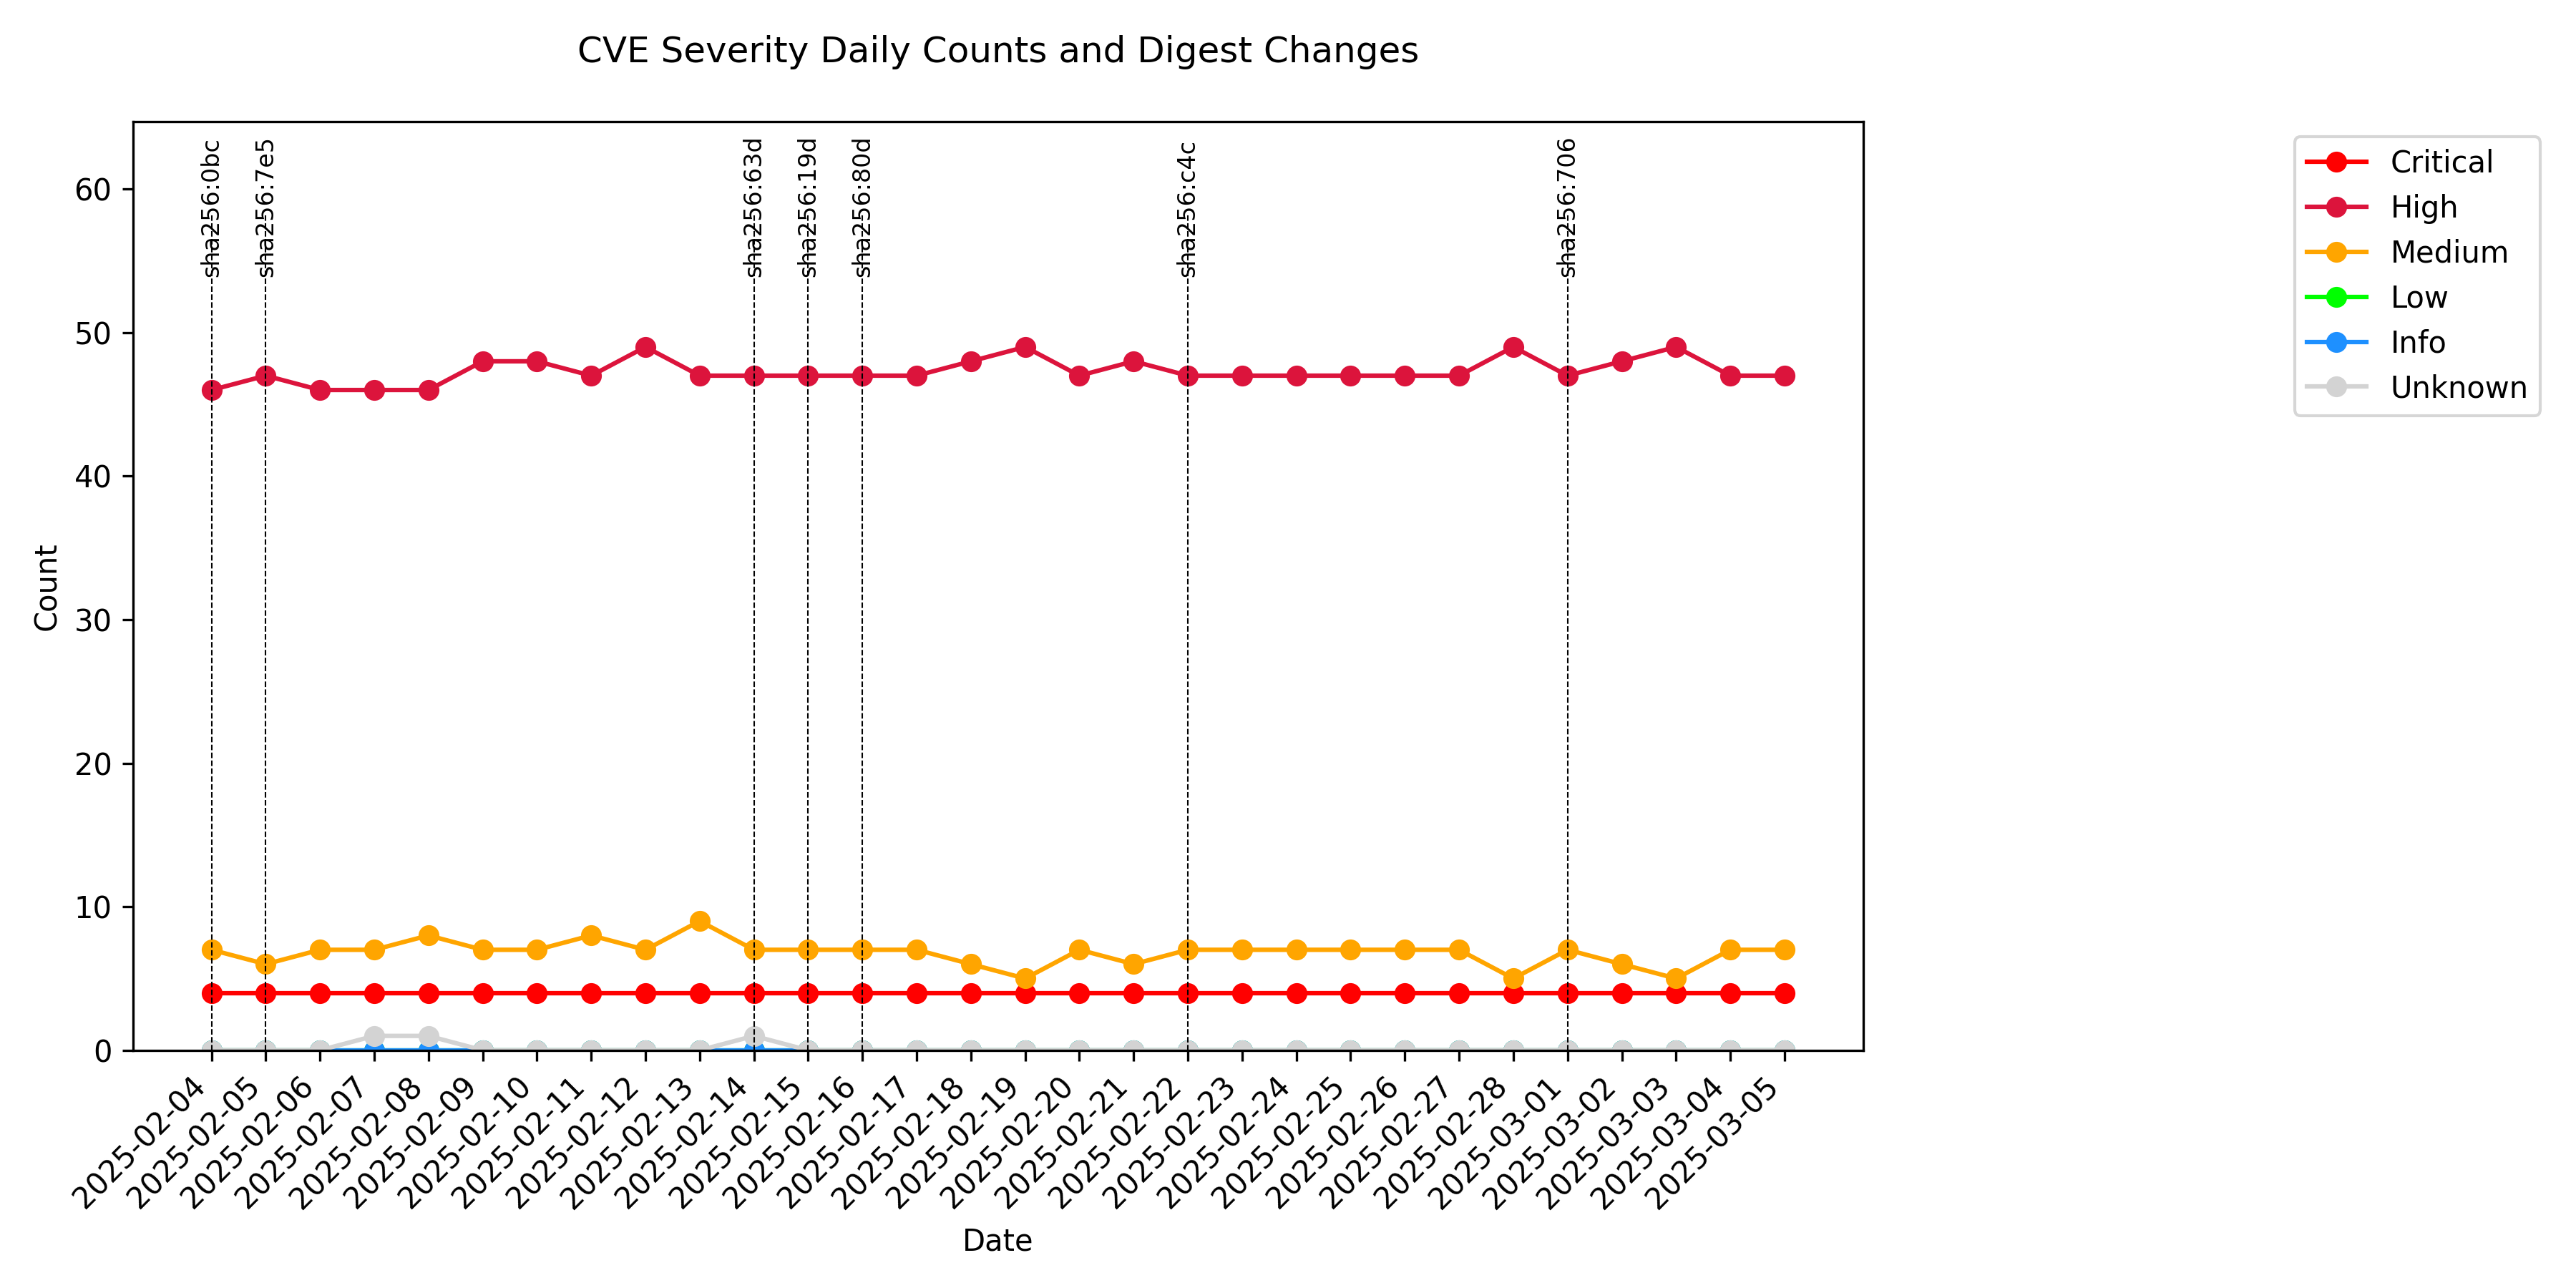 CVE Severity Daily Counts and Digest Changes
sha256:0bc
sha256:7e5
sha256:63d
sha256:19d
sha256:80d
sha256:c4c
sha256:706
Critical
High
Medium
Low
Info
Unknown
60
50
40
30
20
10
0
Count
2025-02-04
2025-02-05
2025-02-06
2025-02-07
2025-02-08
2025-02-09
2025-02-10
2025-02-11
2025-02-12
2025-02-13
2025-02-14
2025-02-15
2025-02-16
2025-02-17
2025-02-18
2025-02-19
2025-02-20
2025-02-21
2025-02-22
2025-02-23
2025-02-24
2025-02-25
2025-02-26
2025-02-27
2025-02-28
2025-03-01
2025-03-02
2025-03-03
2025-03-04
2025-03-05
Date